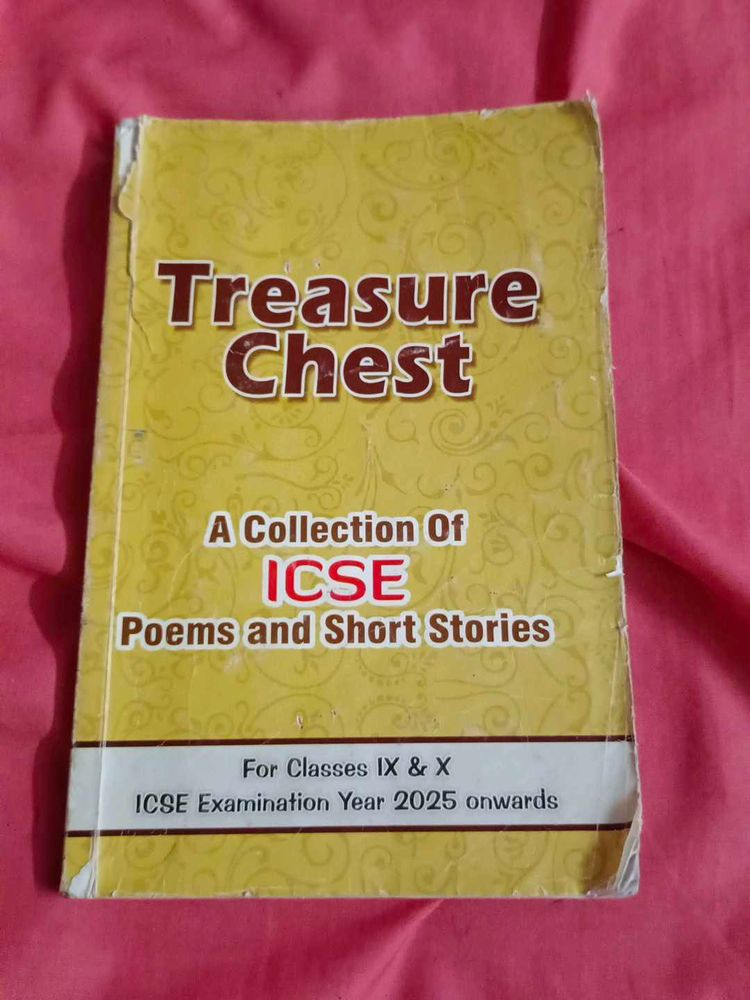 Treasure
Chest
A Collection Of
ICSE
Poems and Short Stories
For Classes IX & X
ICSE Examination Year 2025 onwards